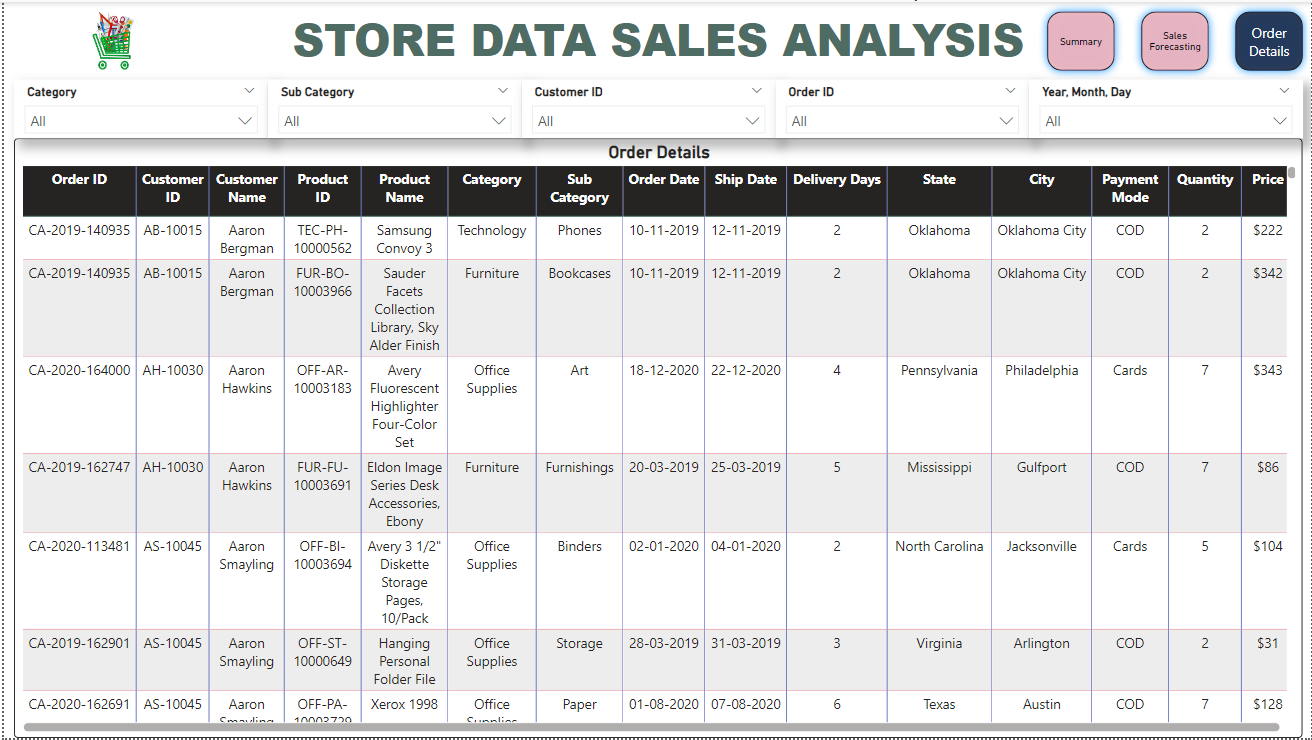 STORE DATA SALES ANALYSIS
Summary
Sales
Forecasting
Order
Details
Category
Sub Category
Customer ID
Order ID
Year, Month, Day
All
All
All
All
All
Order Details
Order ID Customer ID Customer Name Product ID Product Name Category Sub Category Order Date Ship Date Delivery Days State City Payment Mode Quantity Price
CA-2019-140935 AB-10015 Aaron Bergman TEC-PH-10000562 Samsung Convoy 3 Technology Phones 10-11-2019 12-11-2019 2 Oklahoma Oklahoma City COD 2 $222
CA-2019-140935 AB-10015 Aaron Bergman FUR-BO-10003966 Sauder Facets Collection Library, Sky Alder Finish Furniture Bookcases 10-11-2019 12-11-2019 2 Oklahoma Oklahoma City COD 2 $342
CA-2020-164000 AH-10030 Aaron Hawkins OFF-AR-10003183 Avery Fluorescent Highlighter Four-Color Set Office Supplies Art 18-12-2020 22-12-2020 4 Pennsylvania Philadelphia Cards 7 $343
CA-2019-162747 AH-10030 Aaron Hawkins FUR-FU-10003691 Eldon Image Series Desk Accessories, Ebony Furniture Furnishings 20-03-2019 25-03-2019 5 Mississippi Gulfport COD 7 $86
CA-2020-113481 AS-10045 Aaron Smayling OFF-BI-10003694 Avery 3 1/2" Diskette Storage Pages, 10/Pack Office Supplies Binders 02-01-2020 04-01-2020 2 North Carolina Jacksonville Cards 5 $104
CA-2019-162901 AS-10045 Aaron Smayling OFF-ST-10000649 Hanging Personal Folder File Office Supplies Storage 28-03-2019 31-03-2019 3 Virginia Arlington COD 2 $31
CA-2020-162691 AS-10045 Aaron Smayling OFF-PA-10003729 Xerox 1998 Office Supplies Paper 01-08-2020 07-08-2020 6 Texas Austin COD 7 $128